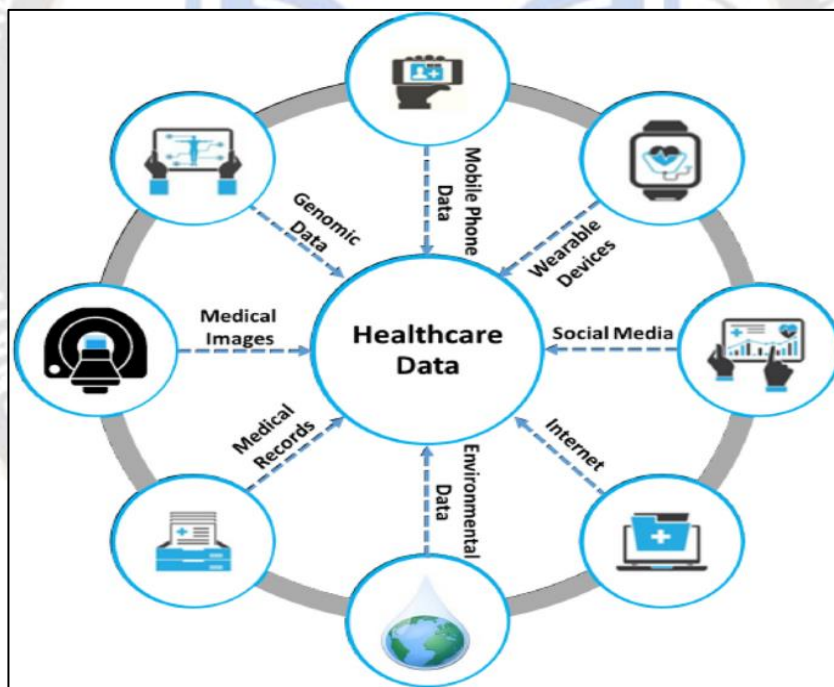 Mobile Phone
Data
Genomic
Data
Wearable
Devices
Medical
Images
Healthcare
Data
Social Media
Medical
Records
Environmental
Data
Internet